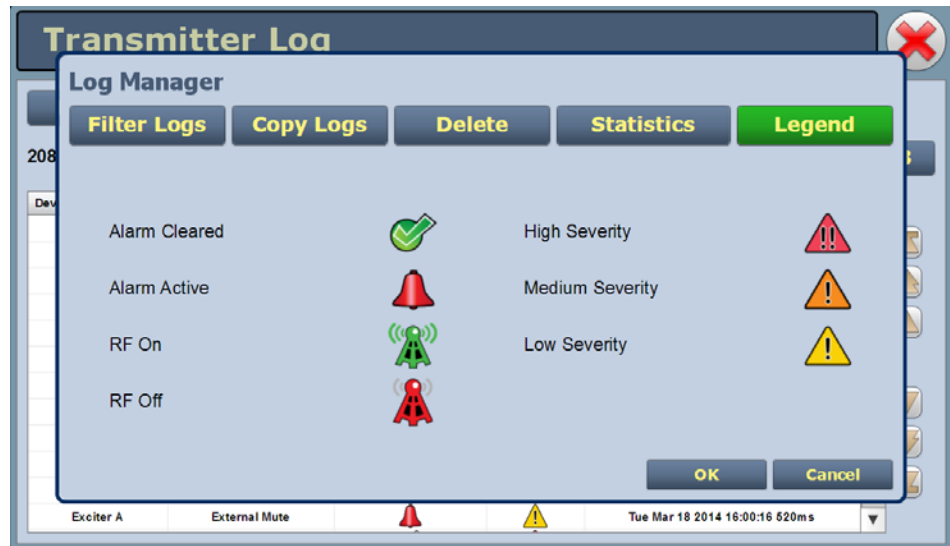 Transmitter Log
Log Manager
Filter Logs Copy Logs Delete Statistics Legend
208
Dev
Alarm Cleared High Severity
Alarm Active Medium Severity
RF On Low Severity
RF Off
OK Cancel
Exciter A External Mute Tue Mar 18 2014 16:00:16 520ms